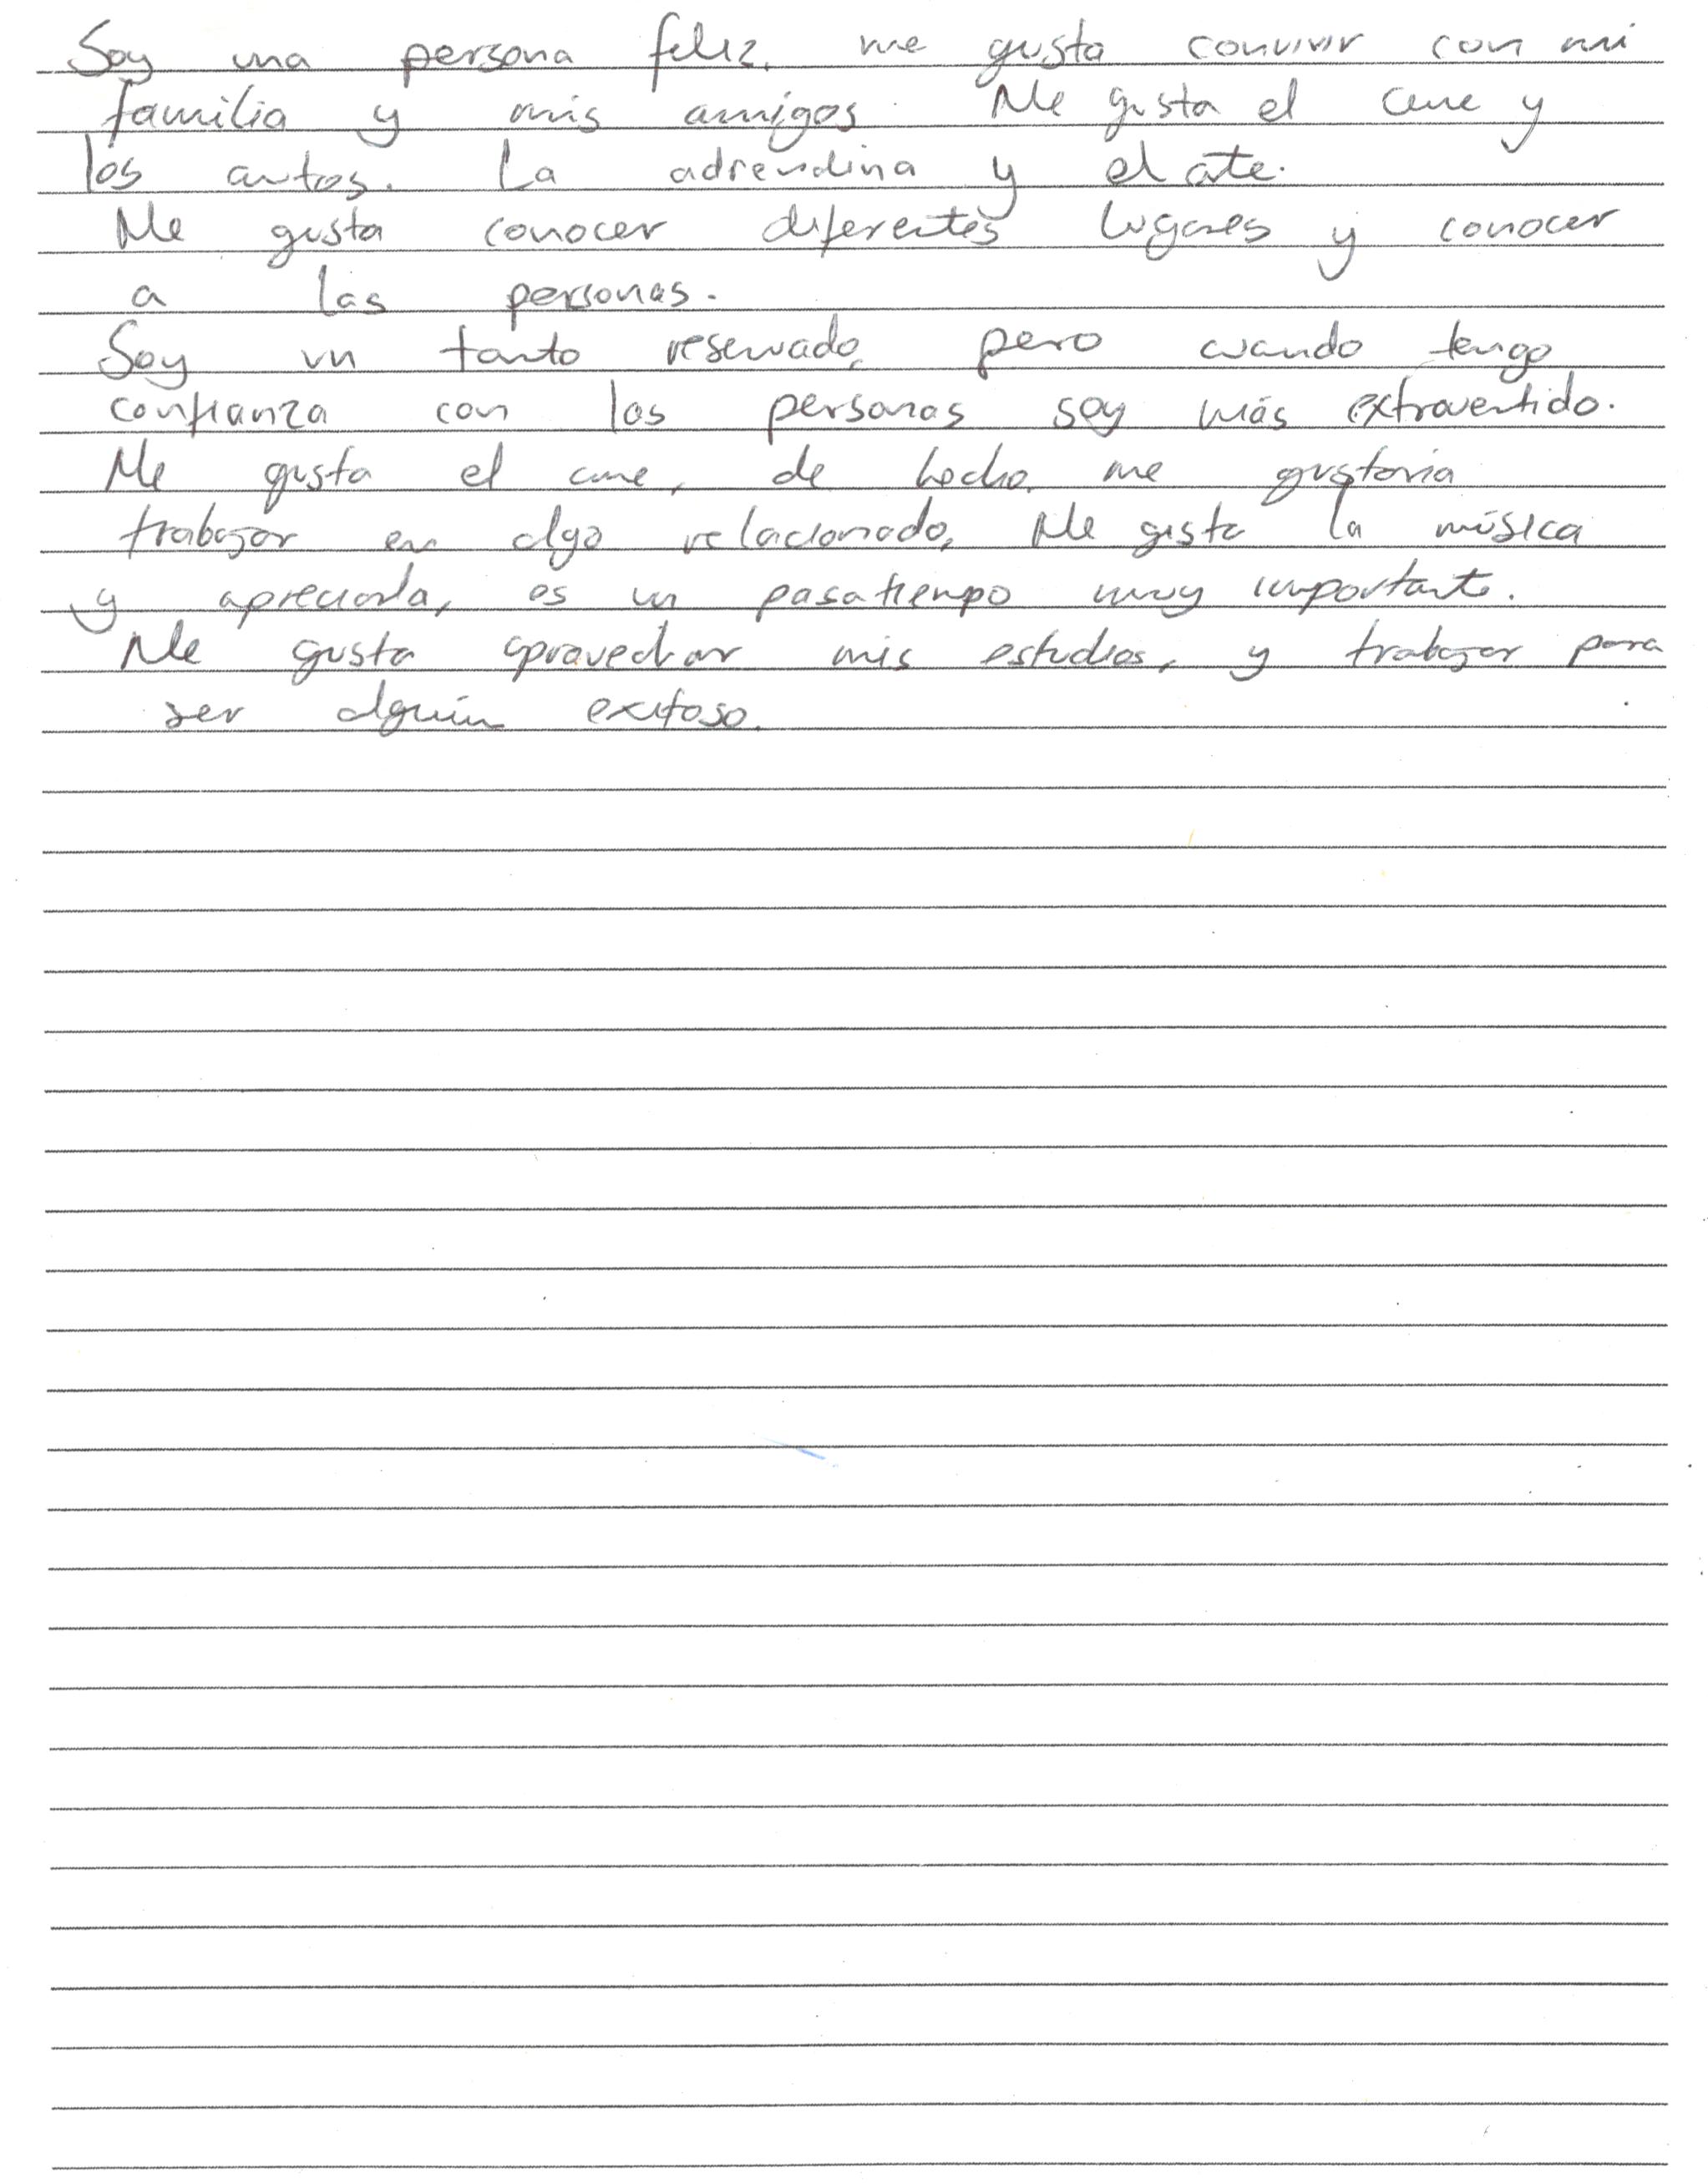 Soy una persona feliz, me gusta convivir con mi
familia y mis amigos. Me gusta el cine y
los autos. La adrenalina y el arte.
Me gusta conocer diferentes lugares y conocer
a las personas.
Soy un tanto reservado, pero cuando tengo
confianza con las personas soy más extrovertido.
Me gusta el cine, de hecho, me gustaría
trabajar en algo relacionado, Me gusta la música
y apreciarla, es un pasatiempo muy importante.
Me gusta aprovechar mis estudios, y trabajar para
ser alguien exitoso.